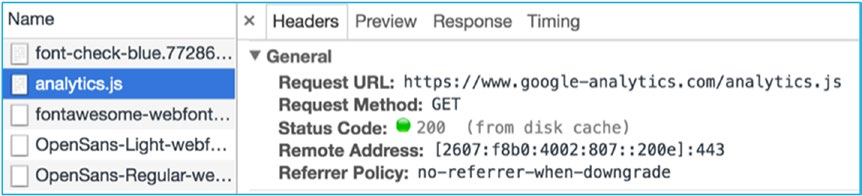 Name
font-check-blue.77286...
analytics.js
fontawesome-webfont...
OpenSans-Light-webf...
OpenSans-Regular-we...
× Headers Preview Response Timing
▼ General
Request URL: https://www.google-analytics.com/analytics.js
Request Method: GET
Status Code: 200 (from disk cache)
Remote Address: [2607:f8b0:4002:807::200e]:443
Referrer Policy: no-referrer-when-downgrade